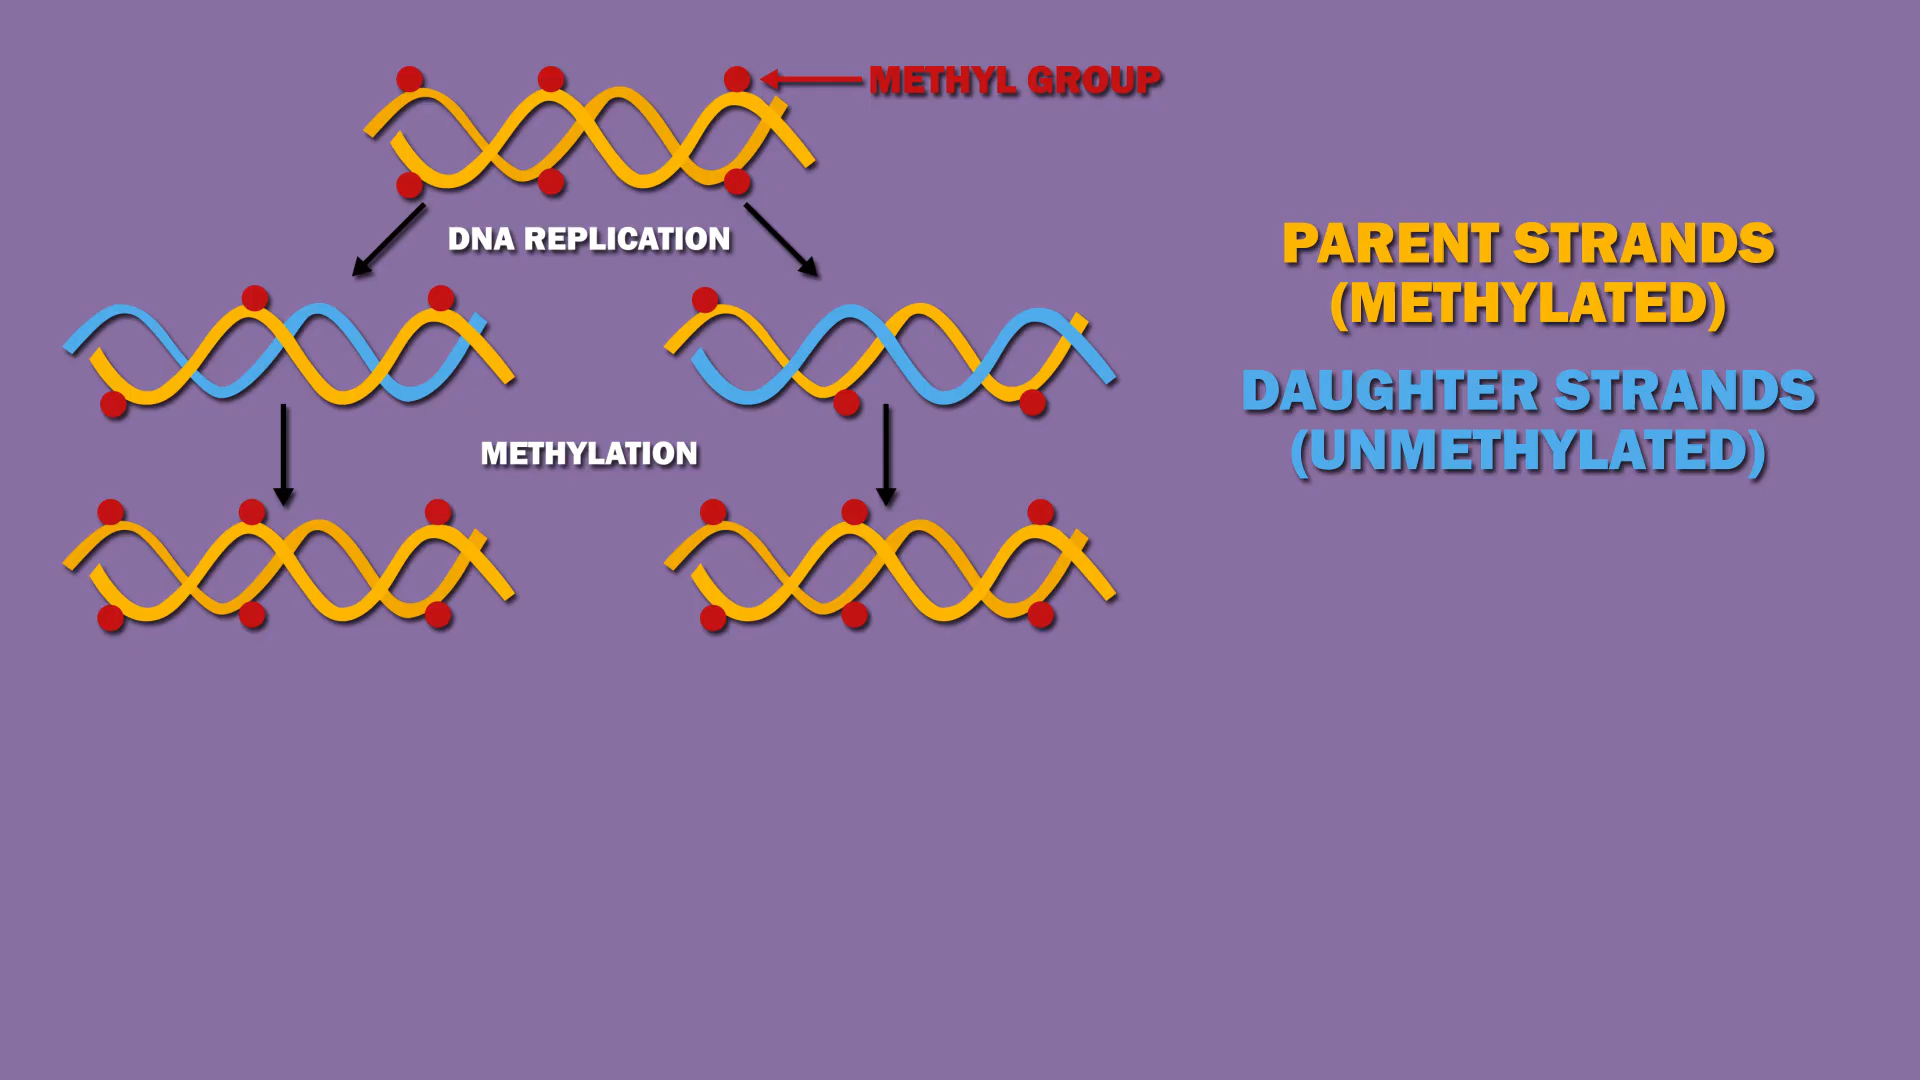 METHYL GROUP
DNA REPLICATION
PARENT STRANDS
(METHYLATED)
DAUGHTER STRANDS
(UNMETHYLATED)
METHYLATION